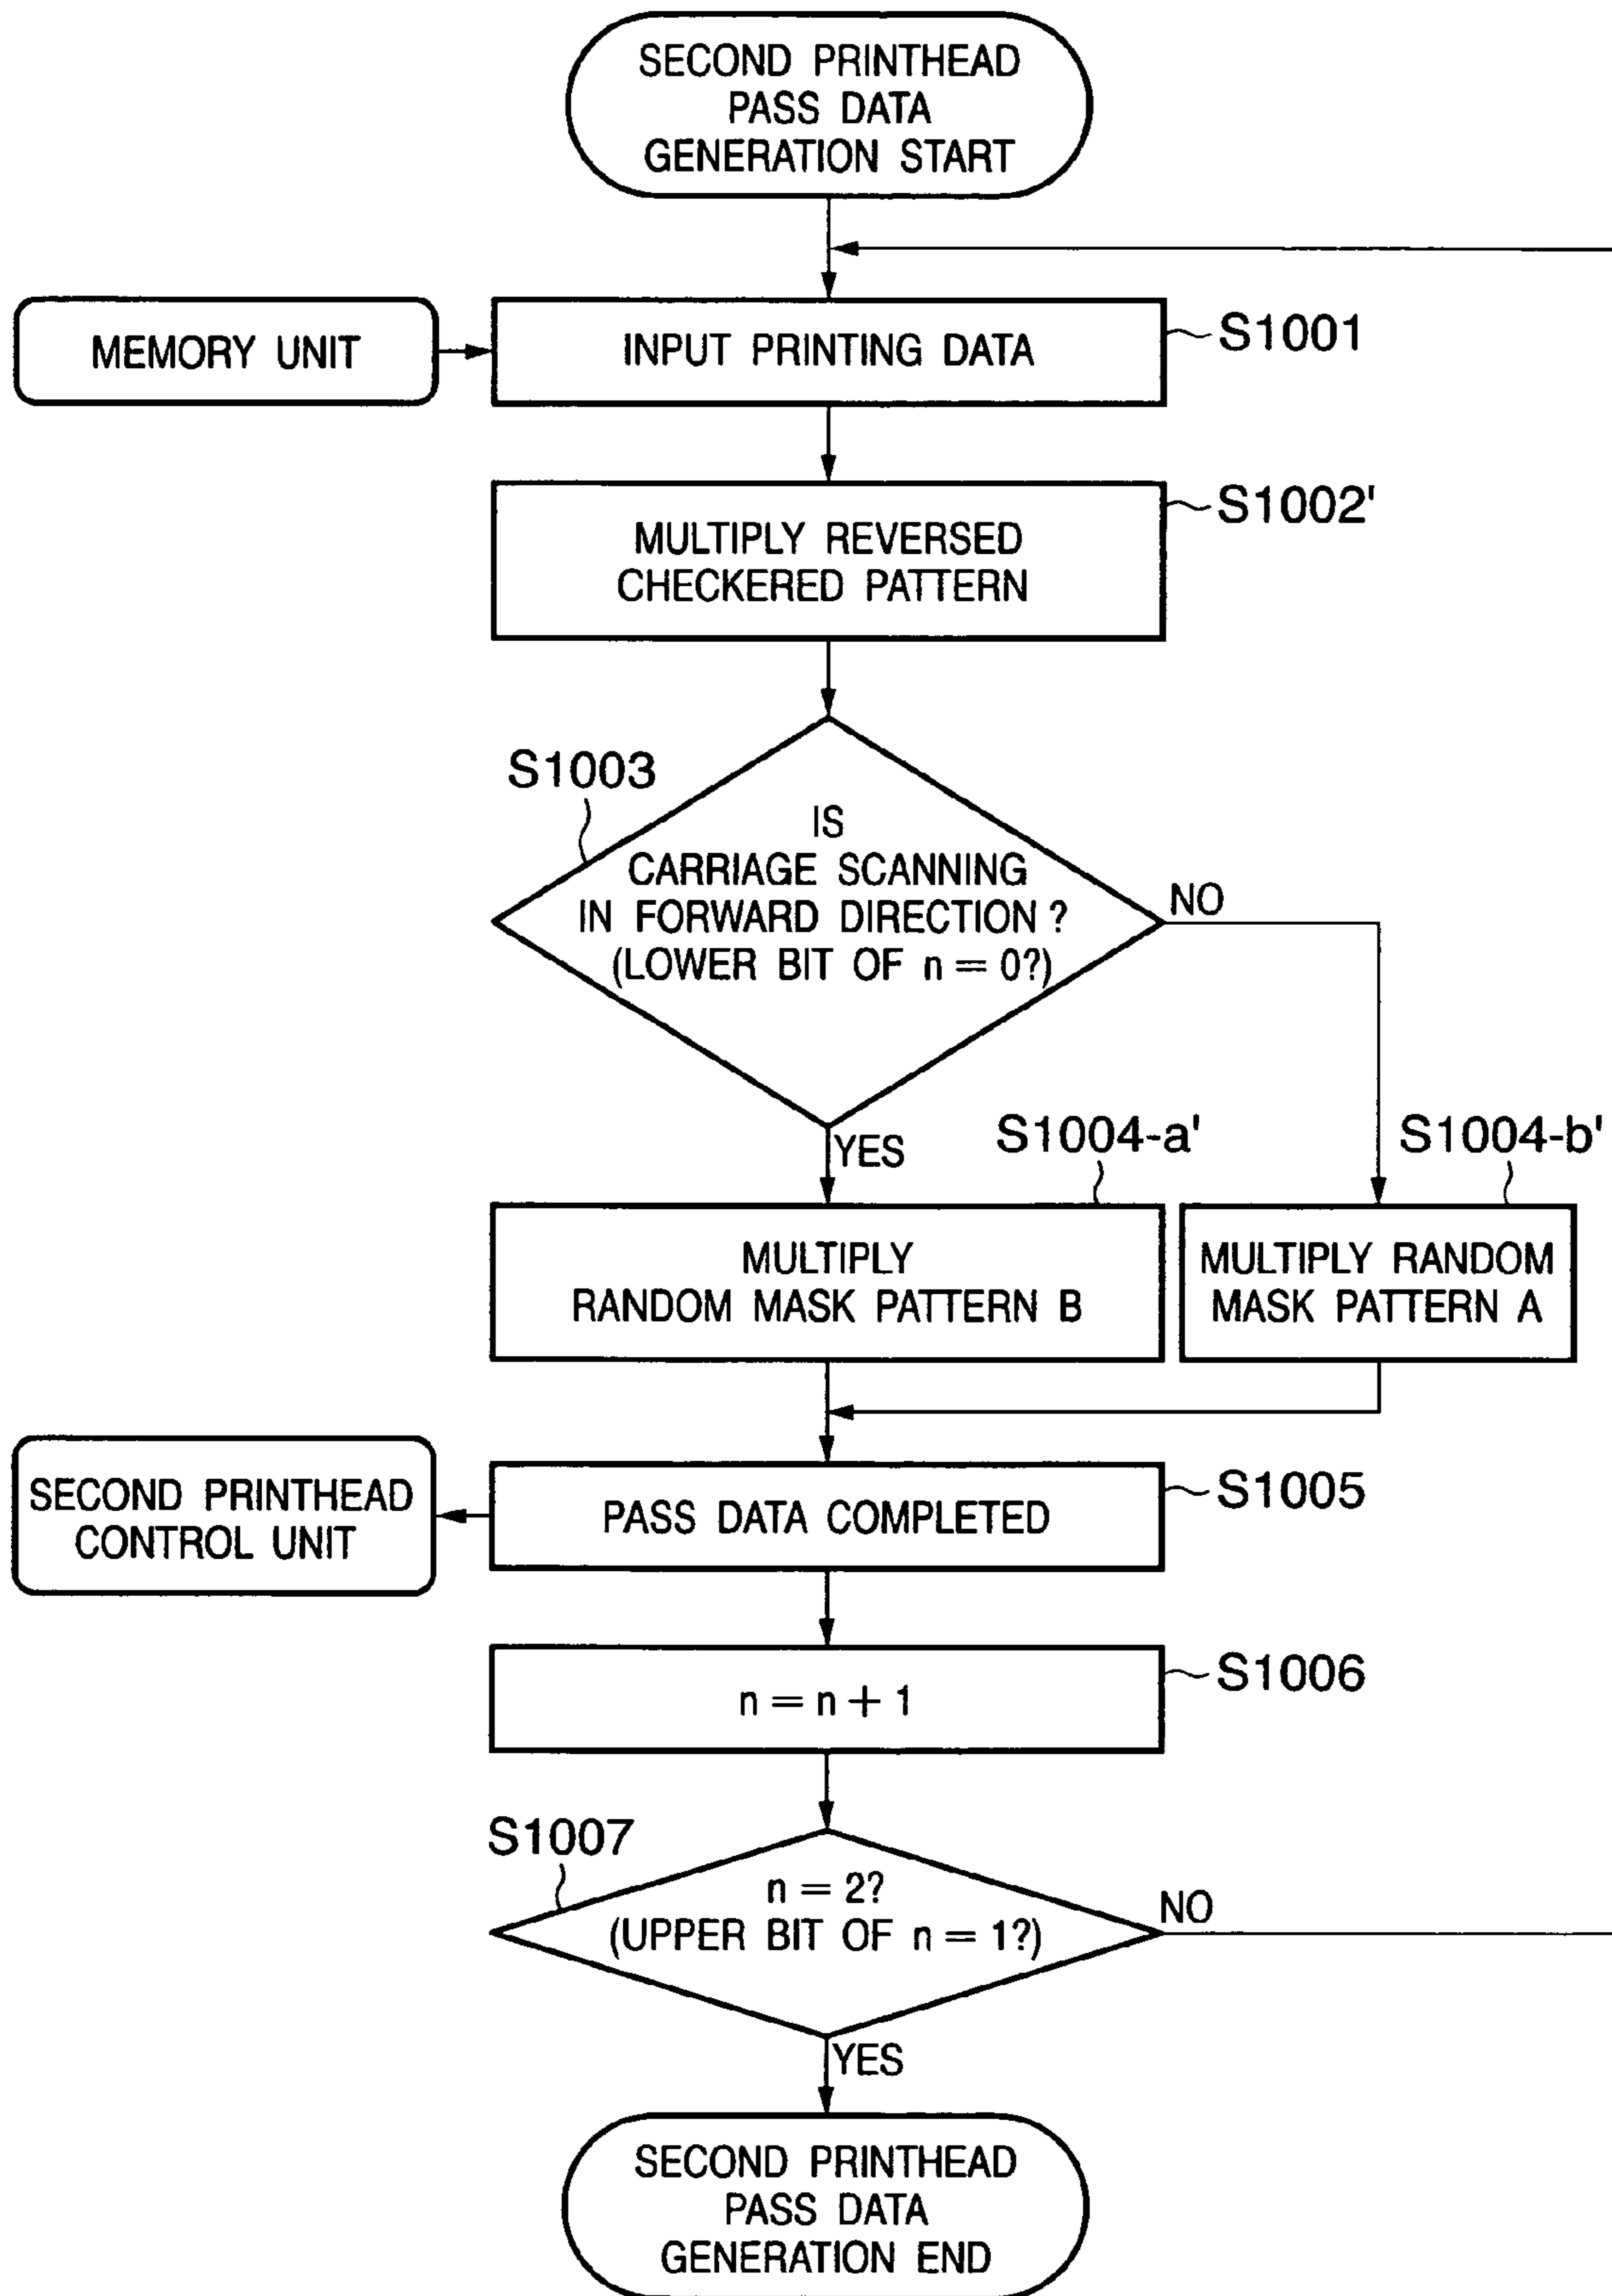 SECOND PRINTHEAD
PASS DATA
GENERATION START
MEMORY UNIT
INPUT PRINTING DATA
S1001
S1002'
MULTIPLY REVERSED
CHECKERED PATTERN
S1003
IS
CARRIAGE SCANNING
IN FORWARD DIRECTION ?
(LOWER BIT OF n = 0?)
NO
YES
S1004-a'
S1004-b'
MULTIPLY
RANDOM MASK PATTERN B
MULTIPLY RANDOM
MASK PATTERN A
SECOND PRINTHEAD
CONTROL UNIT
PASS DATA COMPLETED
S1005
n = n + 1
S1006
S1007
n = 2?
(UPPER BIT OF n = 1?)
NO
YES
SECOND PRINTHEAD
PASS DATA
GENERATION END